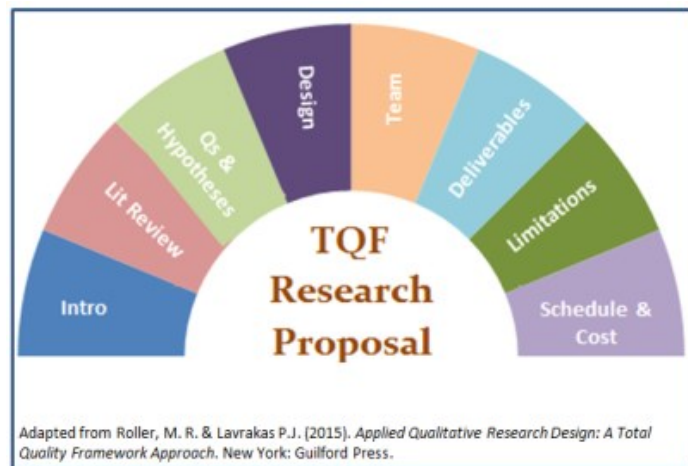 Intro
Lit Review
Qs &
Hypotheses
Design
Team
Deliverables
Limitations
Schedule &
Cost
TQF
Research
Proposal
Adapted from Roller, M. R. & Lavrakas P.J. (2015). Applied Qualitative Research Design: A Total
Quality Framework Approach. New York: Guilford Press.